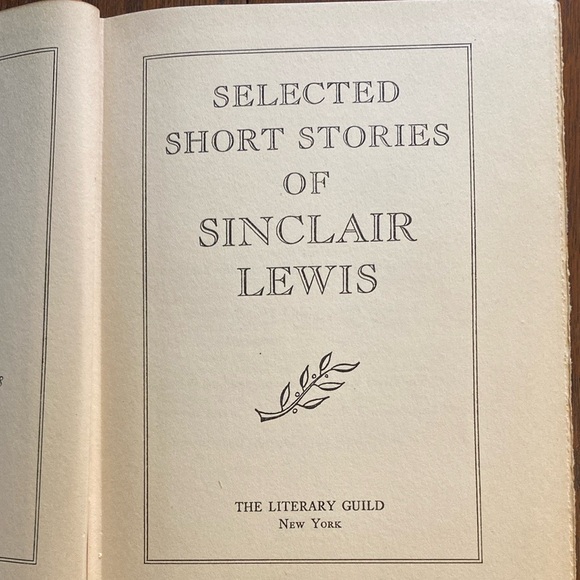 SELECTED
SHORT STORIES
OF
SINCLAIR
LEWIS
THE LITERARY GUILD
New York